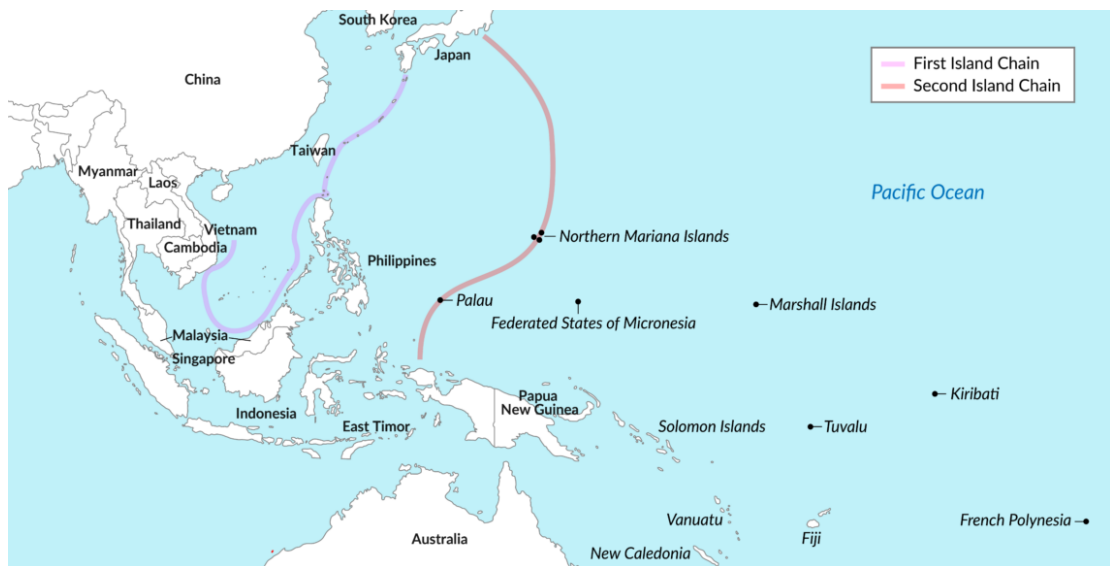 South Korea
Japan
China
First Island Chain
Second Island Chain
Taiwan
Myanmar
Laos
Pacific Ocean
Thailand
Vietnam
Cambodia
Northern Mariana Islands
Philippines
Palau
Marshall Islands
Federated States of Micronesia
Malaysia
Singapore
Kiribati
Papua
New Guinea
Indonesia
East Timor
Solomon Islands
Tuvalu
Vanuatu
French Polynesia
Fiji
Australia
New Caledonia